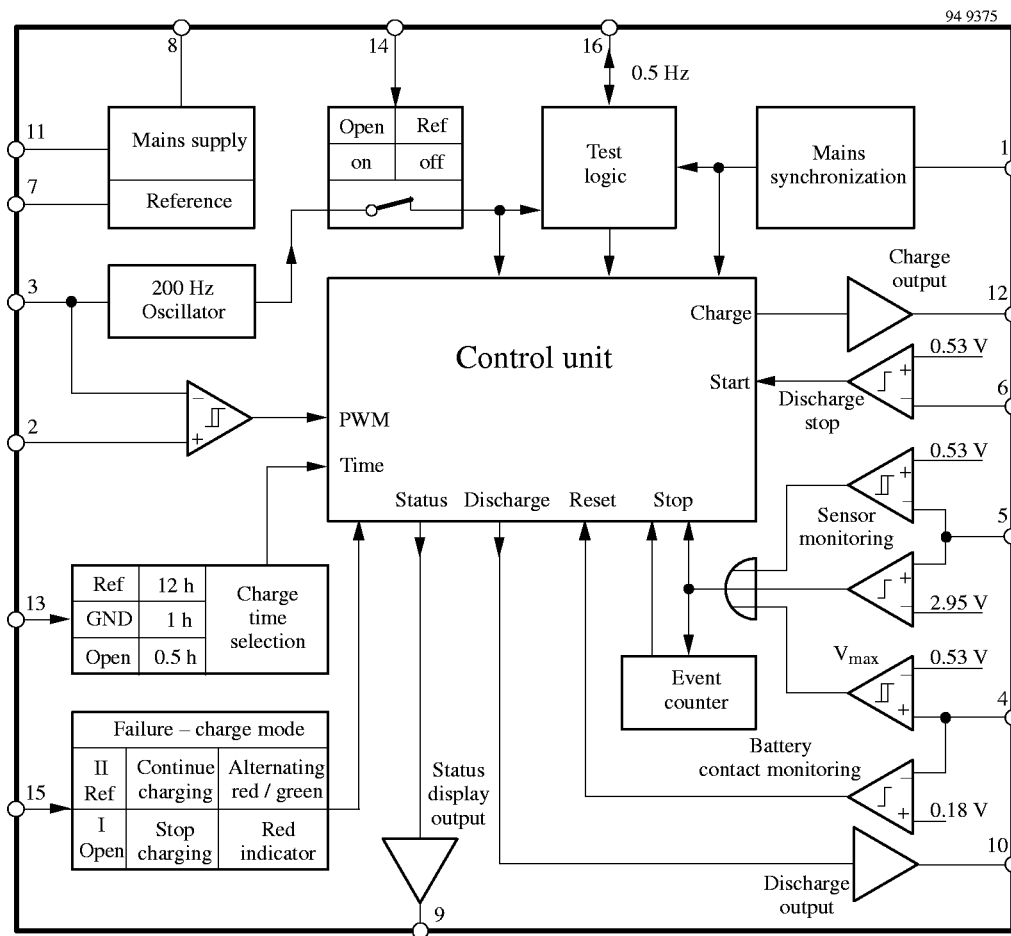 94 9375
8
14
16
0.5 Hz
11
Mains supply
7
Reference
Open Ref
on off
Test
logic
Mains
synchronization
1
3
200 Hz
Oscillator
Charge
output
12
Control unit
Charge
Start
0.53 V
+
−
6
Discharge
stop
−
+
2
PWM
Time
Status Discharge Reset Stop
0.53 V
+
−
Sensor
monitoring
5
+
−
2.95 V
13
Ref 12 h
GND 1 h
Open 0.5 h
Charge
time
selection
Event
counter
Vmax
0.53 V
−
+
4
Battery
contact monitoring
−
+
0.18 V
15
Failure – charge mode
II
Ref
Continue
charging
Alternating
red / green
I
Open
Stop
charging
Red
indicator
Status
display
output
9
Discharge
output
10